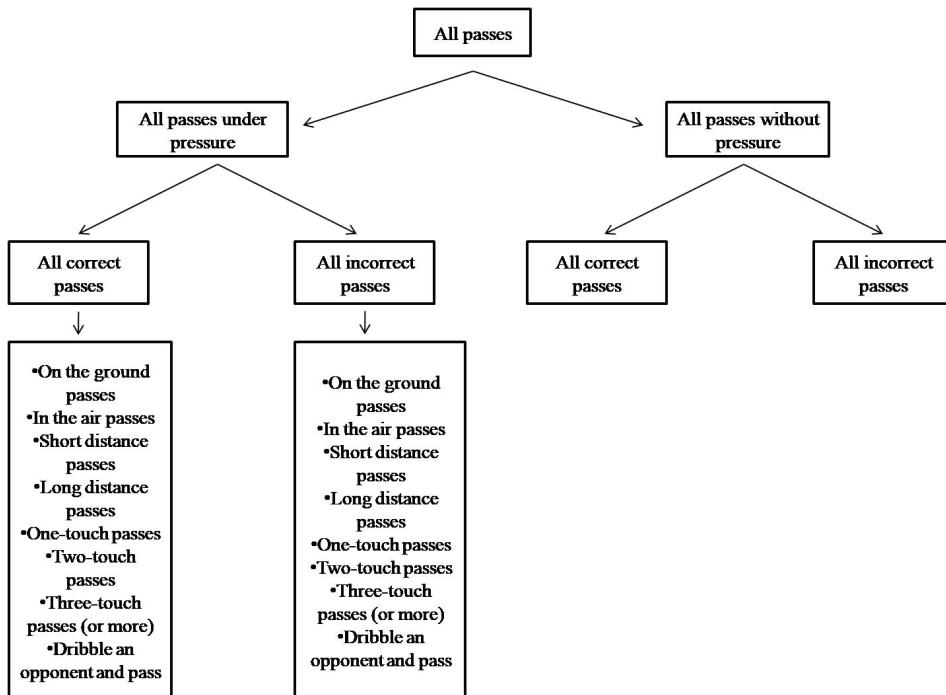 All passes
All passes under
pressure
All passes without
pressure
All correct
passes
All incorrect
passes
All correct
passes
All incorrect
passes
•On the ground
passes
•In the air passes
•Short distance
passes
•Long distance
passes
•One-touch passes
•Two-touch
passes
•Three-touch
passes (or more)
•Dribble an
opponent and pass
•On the ground
passes
•In the air passes
•Short distance
passes
•Long distance
passes
•One-touch passes
•Two-touch passes
•Three-touch
passes (or more)
•Dribble an
opponent and pass